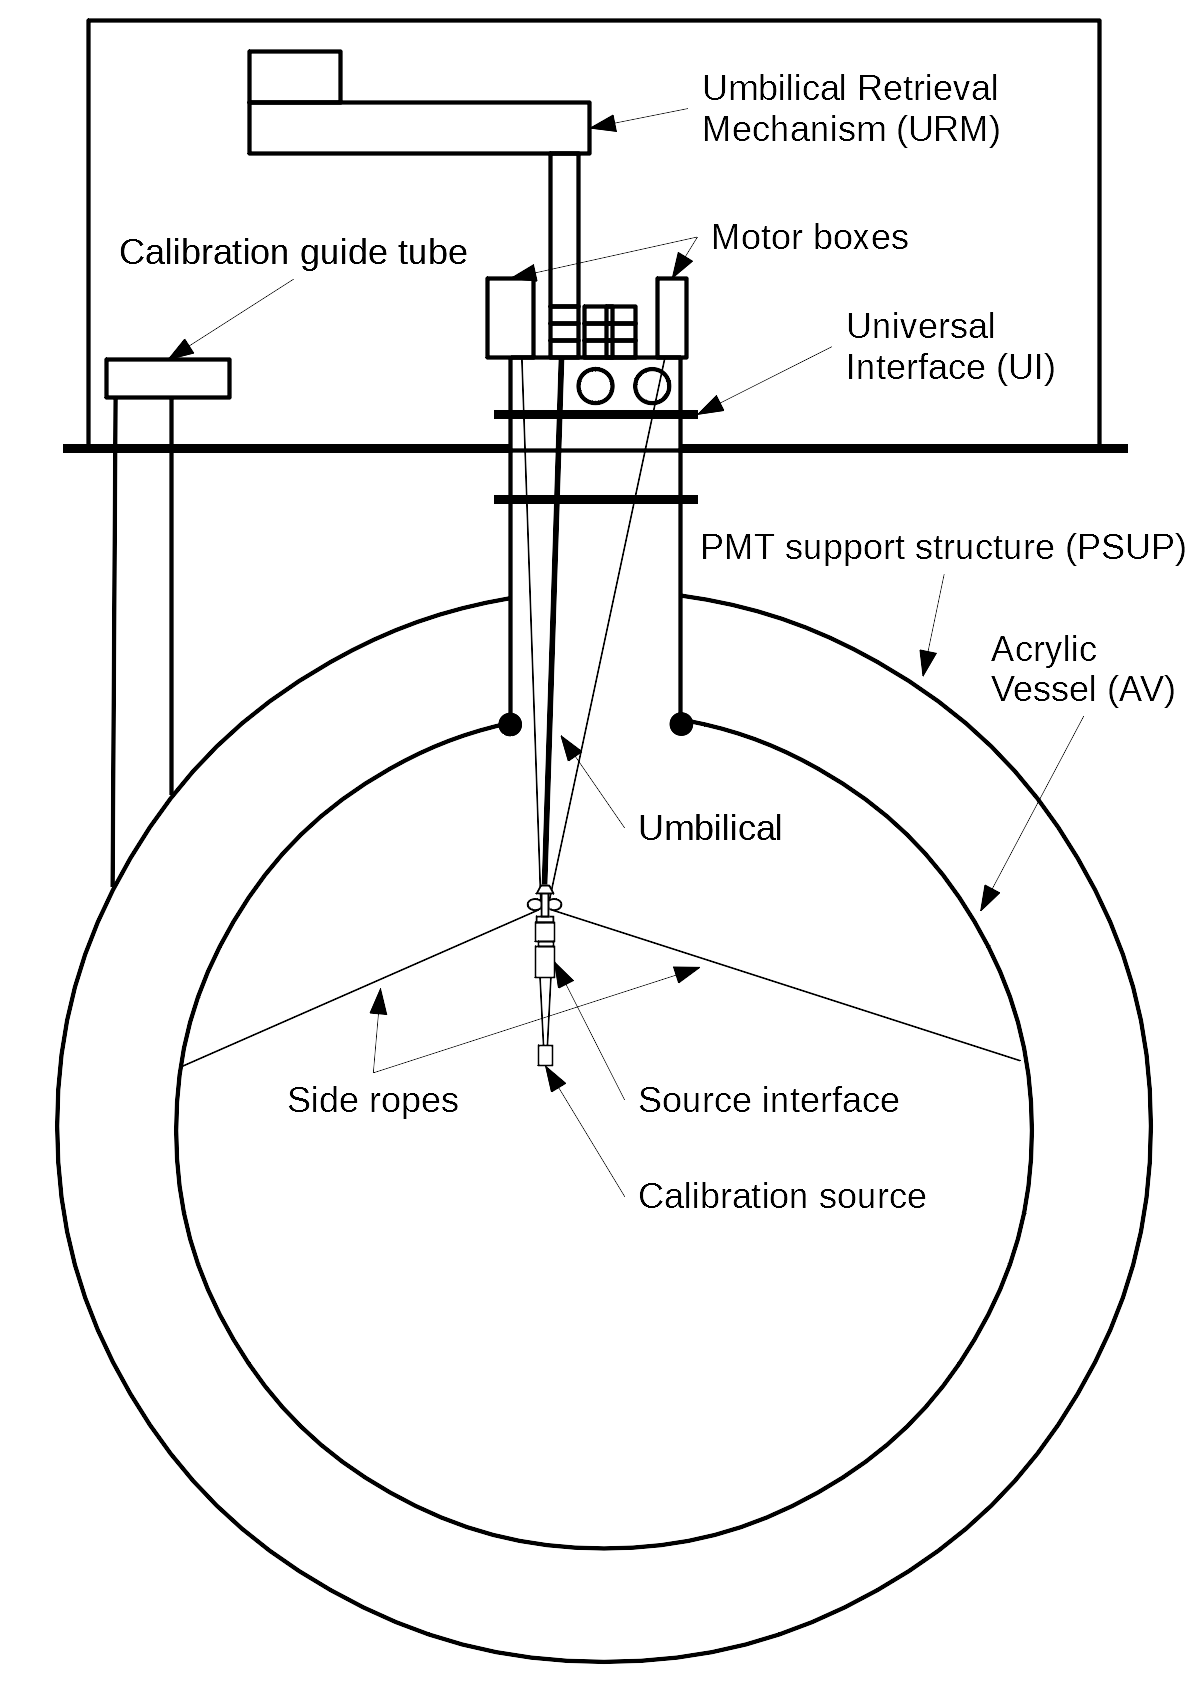 Umbilical Retrieval
Mechanism (URM)
Motor boxes
Calibration guide tube
Universal
Interface (UI)
PMT support structure (PSUP)
Acrylic
Vessel (AV)
Umbilical
Side ropes
Source interface
Calibration source